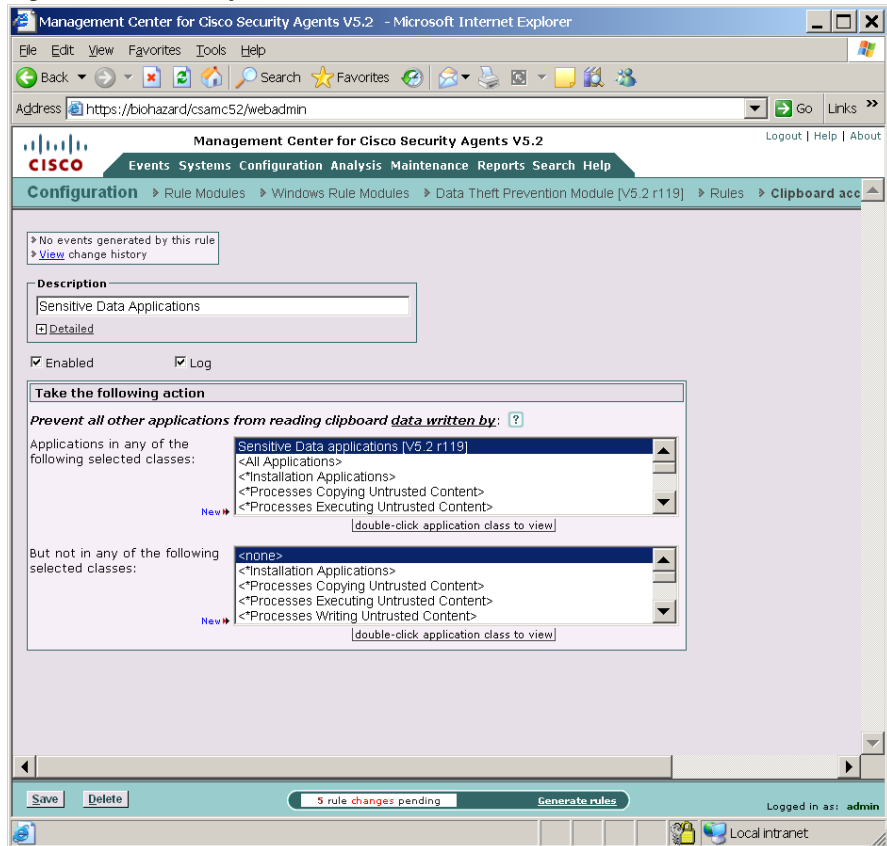 Management Center for Cisco Security Agents V5.2 - Microsoft Internet Explorer
File Edit View Favorites Tools Help
Back Search Favorites
Address https://biohazard/csamc52/webadmin Go Links »
Management Center for Cisco Security Agents V5.2 Logout | Help | About
CISCO Events Systems Configuration Analysis Maintenance Reports Search Help
Configuration Rule Modules Windows Rule Modules Data Theft Prevention Module [V5.2 r119] Rules Clipboard acc
No events generated by this rule
View change history
Description
Sensitive Data Applications
+ Detailed
Enabled Log
Take the following action
Prevent all other applications from reading clipboard data written by: ?
Applications in any of the following selected classes:
Sensitive Data applications [V5.2 r119]
<All Applications>
<*Installation Applications>
<*Processes Copying Untrusted Content>
<*Processes Executing Untrusted Content>
New
double-click application class to view
But not in any of the following selected classes:
<none>
<*Installation Applications>
<*Processes Copying Untrusted Content>
<*Processes Executing Untrusted Content>
<*Processes Writing Untrusted Content>
New
double-click application class to view
Save Delete 5 rule changes pending Generate rules Logged in as: admin
Local intranet